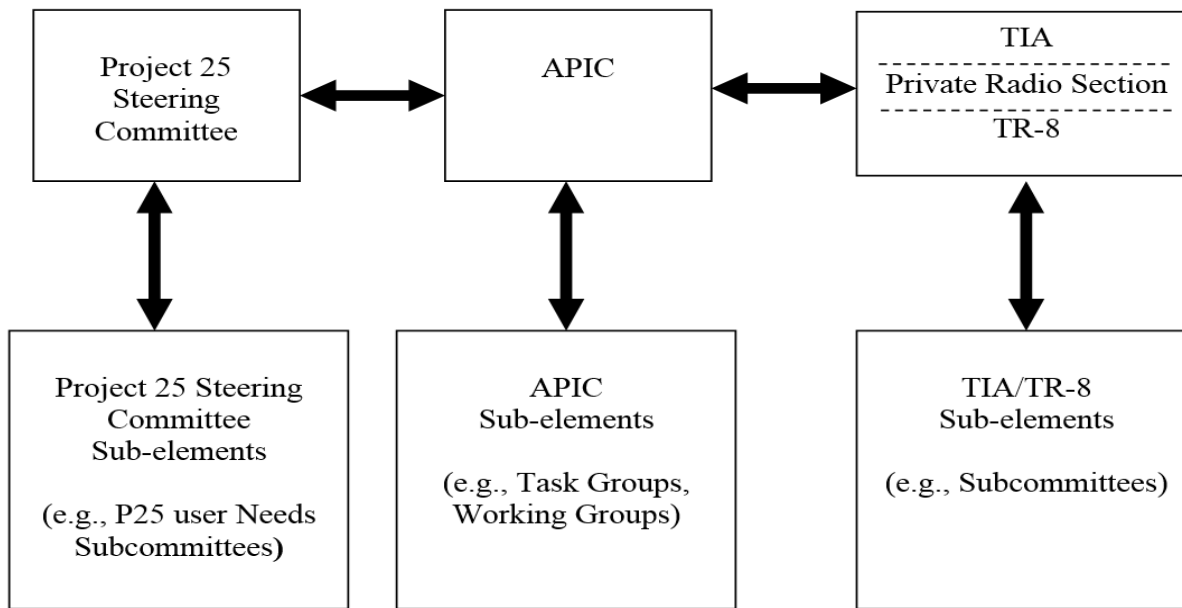 Project 25
Steering
Committee
APIC
TIA
Private Radio Section
TR-8
Project 25 Steering
Committee
Sub-elements
(e.g., P25 user Needs
Subcommittees)
APIC
Sub-elements
(e.g., Task Groups,
Working Groups)
TIA/TR-8
Sub-elements
(e.g., Subcommittees)